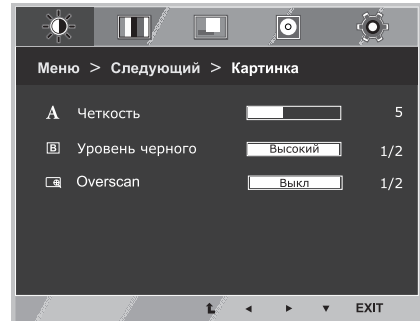 Меню > Следующий > Картинка
A Четкость 5
B Уровень черного Высокий 1/2
Overscan Выкл 1/2
EXIT